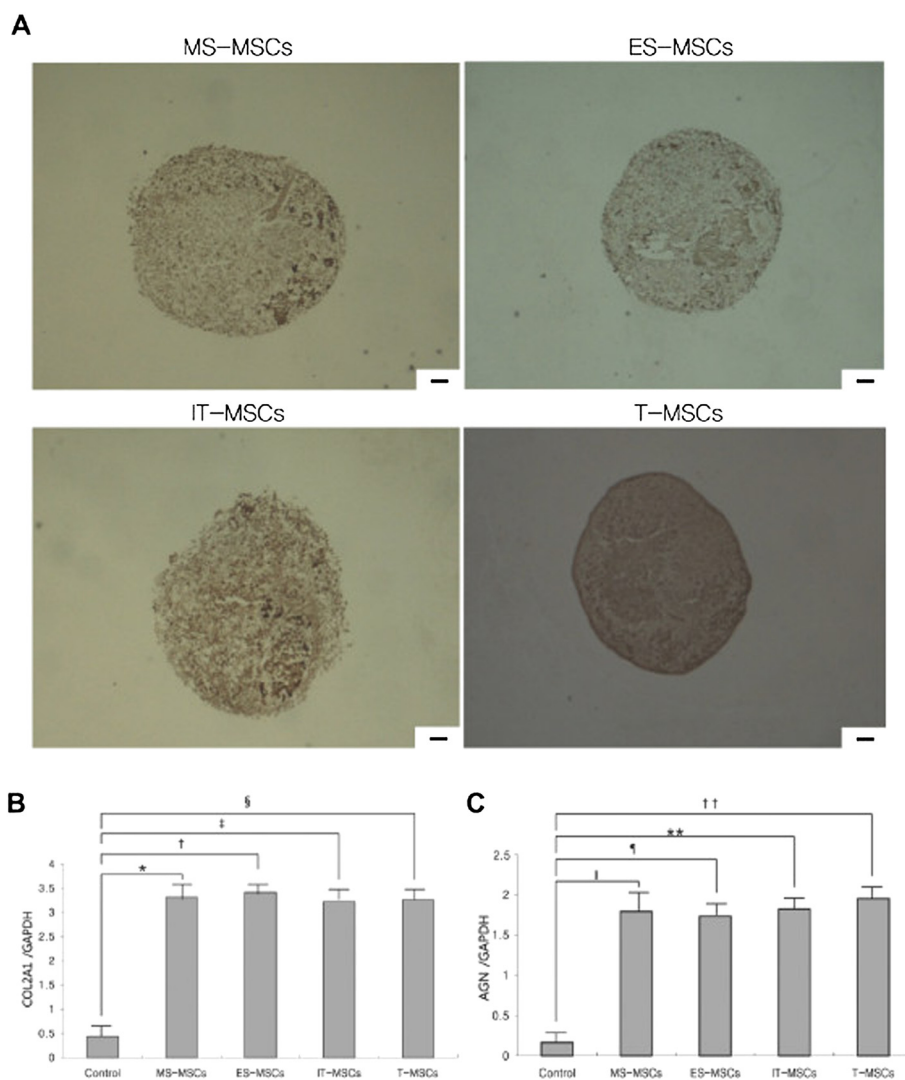 A
MS-MSCs
ES-MSCs
IT-MSCs
T-MSCs
B
§
‡
†
*
4
3.5
3
2.5
2
1.5
1
0.5
0
COL2A1 /GAPDH
Control
MS-MSCs
ES-MSCs
IT-MSCs
T-MSCs
C
††
**
¶
‖
2.5
2
1.5
1
0.5
0
AGN /GAPDH
Control
MS-MSCs
ES-MSCs
IT-MSCs
T-MSCs